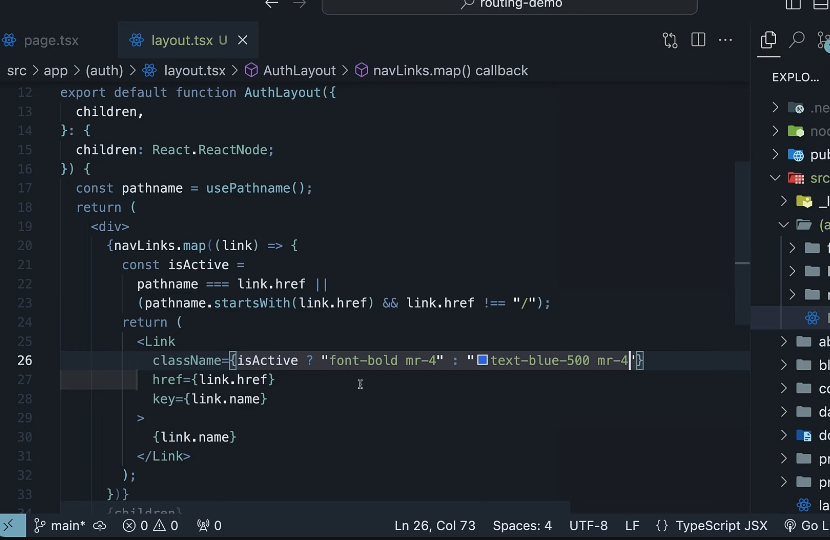 routing-demo
page.tsx
layout.tsx U
src > app > (auth) > layout.tsx > AuthLayout > navLinks.map() callback
EXPLO...
12 export default function AuthLayout({
13 children,
14 }: {
15 children: React.ReactNode;
16 }) {
17 const pathname = usePathname();
18 return (
19 <div>
20 {navLinks.map((link) => {
21 const isActive =
22 pathname === link.href ||
23 (pathname.startsWith(link.href) && link.href !== "/");
24 return (
25 <Link
26 className={isActive ? "font-bold mr-4" : "text-blue-500 mr-4"}
27 href={link.href}
28 key={link.name}
29 >
30 {link.name}
31 </Link>
32 );
33 })}
{children}
.ne
nod
pub
src
_l
(a
ab
bl
co
da
do
pr
pr
la
main* 0 0 0 Ln 26, Col 73 Spaces: 4 UTF-8 LF {} TypeScript JSX Go L